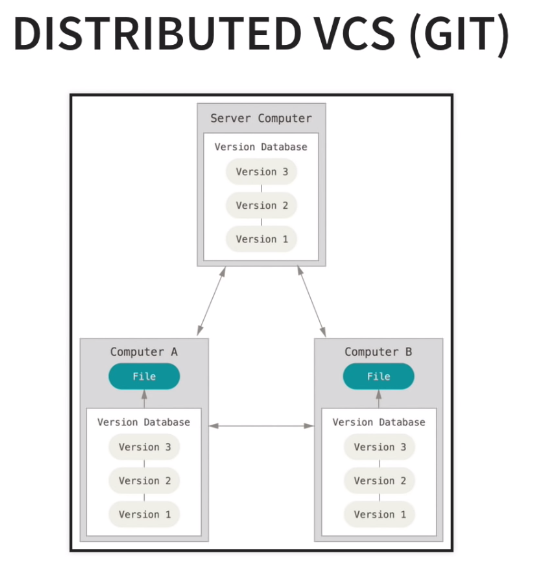 DISTRIBUTED VCS (GIT)
Server Computer
Version Database
Version 3
Version 2
Version 1
Computer A
File
Version Database
Version 3
Version 2
Version 1
Computer B
File
Version Database
Version 3
Version 2
Version 1